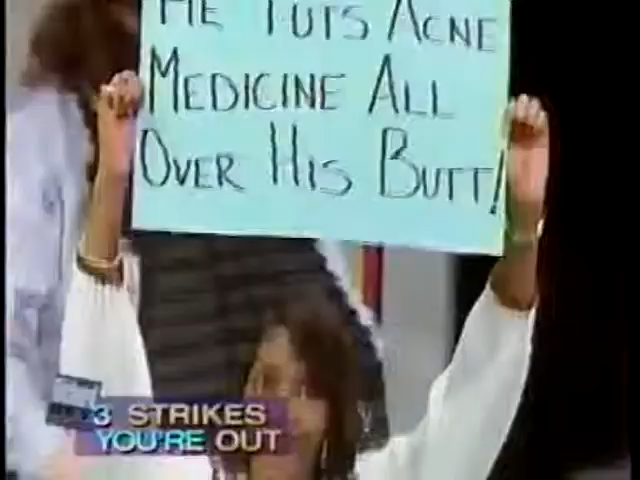 HE PUTS ACNE
MEDICINE ALL
OVER HIS BUTT!
3 STRIKES
YOU'RE OUT